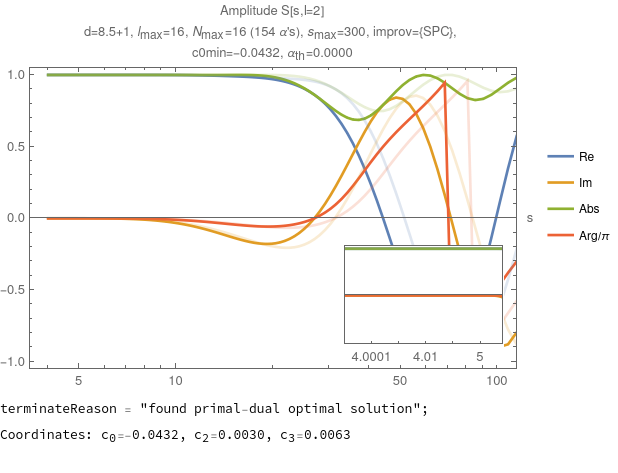 Amplitude S[s,l=2]
d=8.5+1, lmax=16, Nmax=16 (154 α's), smax=300, improv={SPC},
c0min=-0.0432, αth=0.0000
1.0
0.5
0.0
-0.5
-1.0
s
Re
Im
Abs
Arg/π
4.0001 4.01 5
5 10 50 100
terminateReason = "found primal-dual optimal solution";
Coordinates: c0=-0.0432, c2=0.0030, c3=0.0063